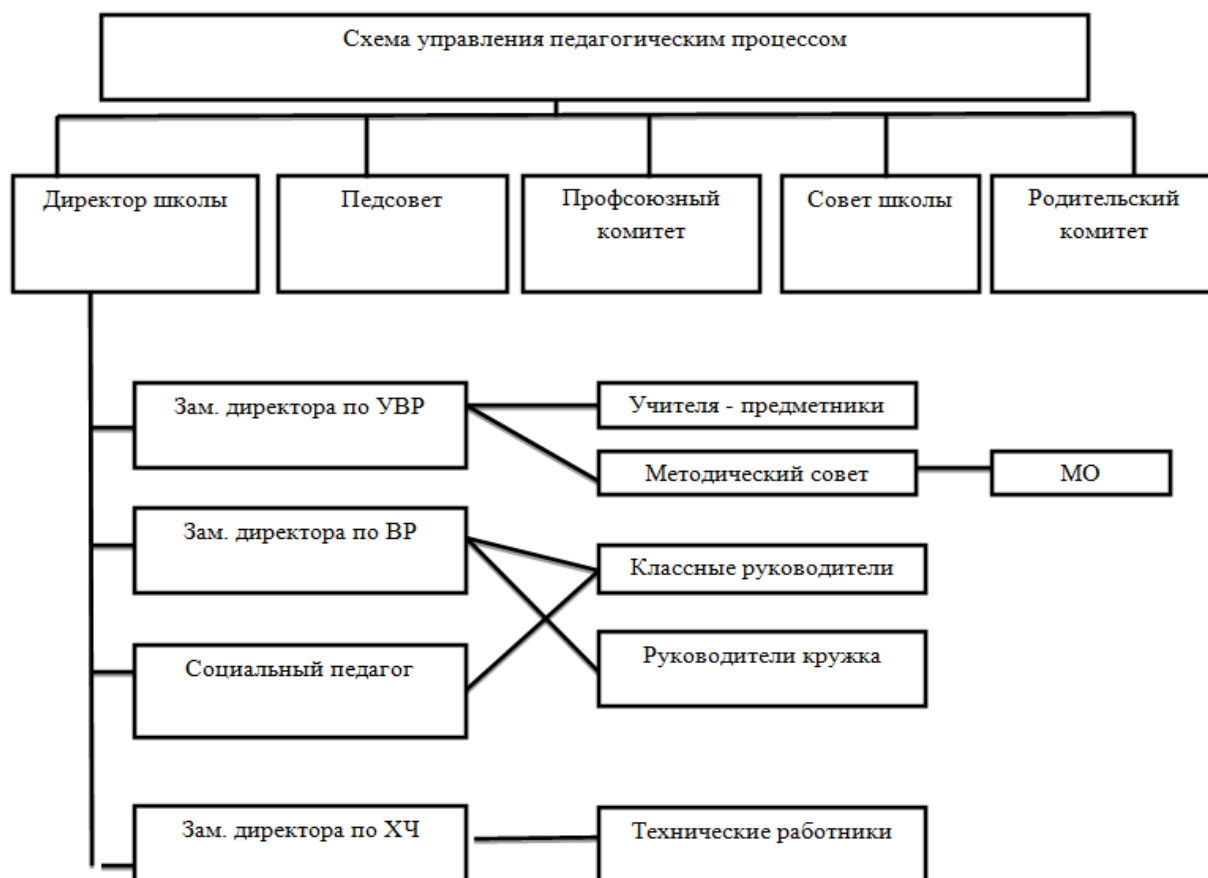 Схема управления педагогическим процессом
Директор школы
Педсовет
Профсоюзный
комитет
Совет школы
Родительский
комитет
Зам. директора по УВР
Учителя - предметники
Методический совет
МО
Зам. директора по ВР
Классные руководители
Руководители кружка
Социальный педагог
Зам. директора по ХЧ
Технические работники